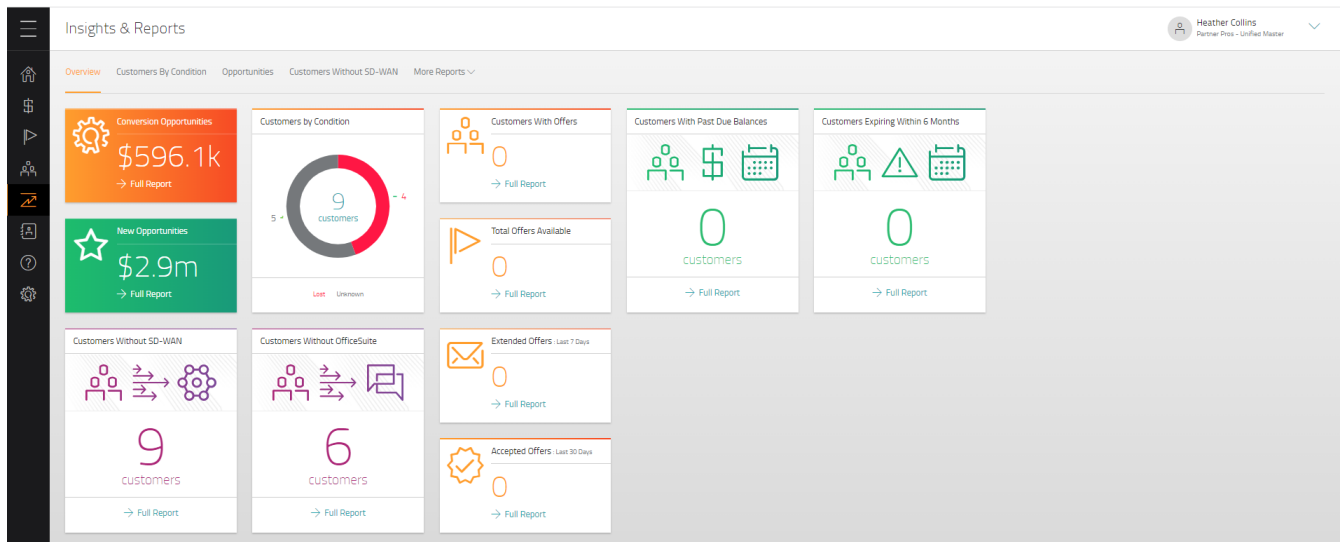 Insights & Reports
Heather Collins
Partner Pros - Unified Master
Overview Customers By Condition Opportunities Customers Without SD-WAN More Reports
Conversion Opportunities
$596.1k
→ Full Report
New Opportunities
$2.9m
→ Full Report
Customers by Condition
9
customers
5
4
Lost Unknown
Customers With Offers
0
→ Full Report
Total Offers Available
0
→ Full Report
Customers With Past Due Balances
0
customers
→ Full Report
Customers Expiring Within 6 Months
0
customers
→ Full Report
Customers Without SD-WAN
9
customers
→ Full Report
Customers Without OfficeSuite
6
customers
→ Full Report
Extended Offers - Last 7 Days
0
→ Full Report
Accepted Offers - Last 30 Days
0
→ Full Report